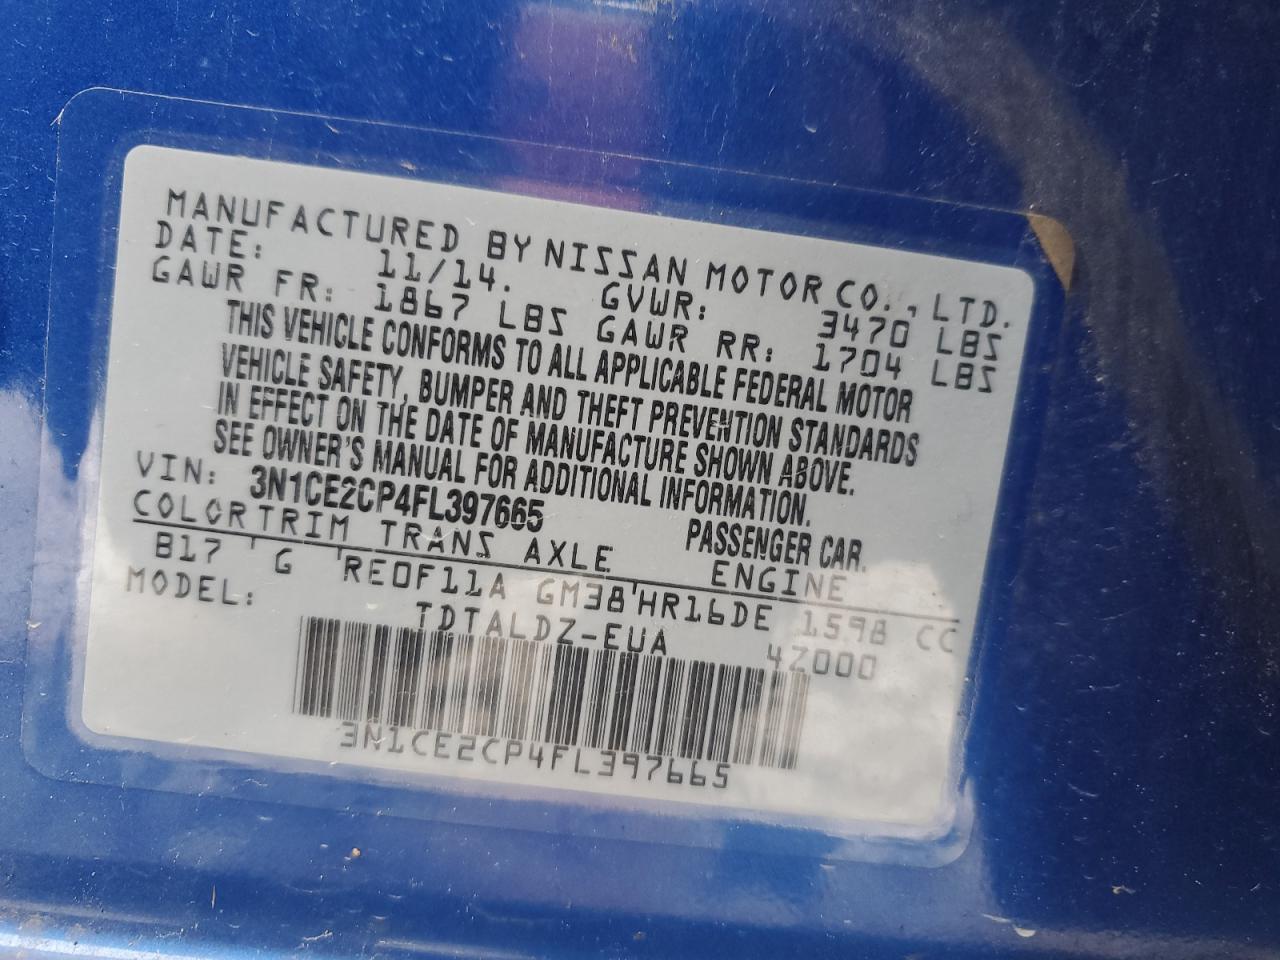 MANUFACTURED BY NISSAN MOTOR CO., LTD.
DATE: 11/14. GVWR: 3470 LBS
GAWR FR: 1867 LBS GAWR RR: 1704 LBS
THIS VEHICLE CONFORMS TO ALL APPLICABLE FEDERAL MOTOR
VEHICLE SAFETY, BUMPER AND THEFT PREVENTION STANDARDS
IN EFFECT ON THE DATE OF MANUFACTURE SHOWN ABOVE.
SEE OWNER'S MANUAL FOR ADDITIONAL INFORMATION.
VIN: 3N1CE2CP4FL397665 PASSENGER CAR.
COLOR TRIM TRANS AXLE ENGINE
B17 G RE0F11A GM38 HR16DE 1598 CC
MODEL: TDTALDZ-EUA 4Z000
3N1CE2CP4FL397665